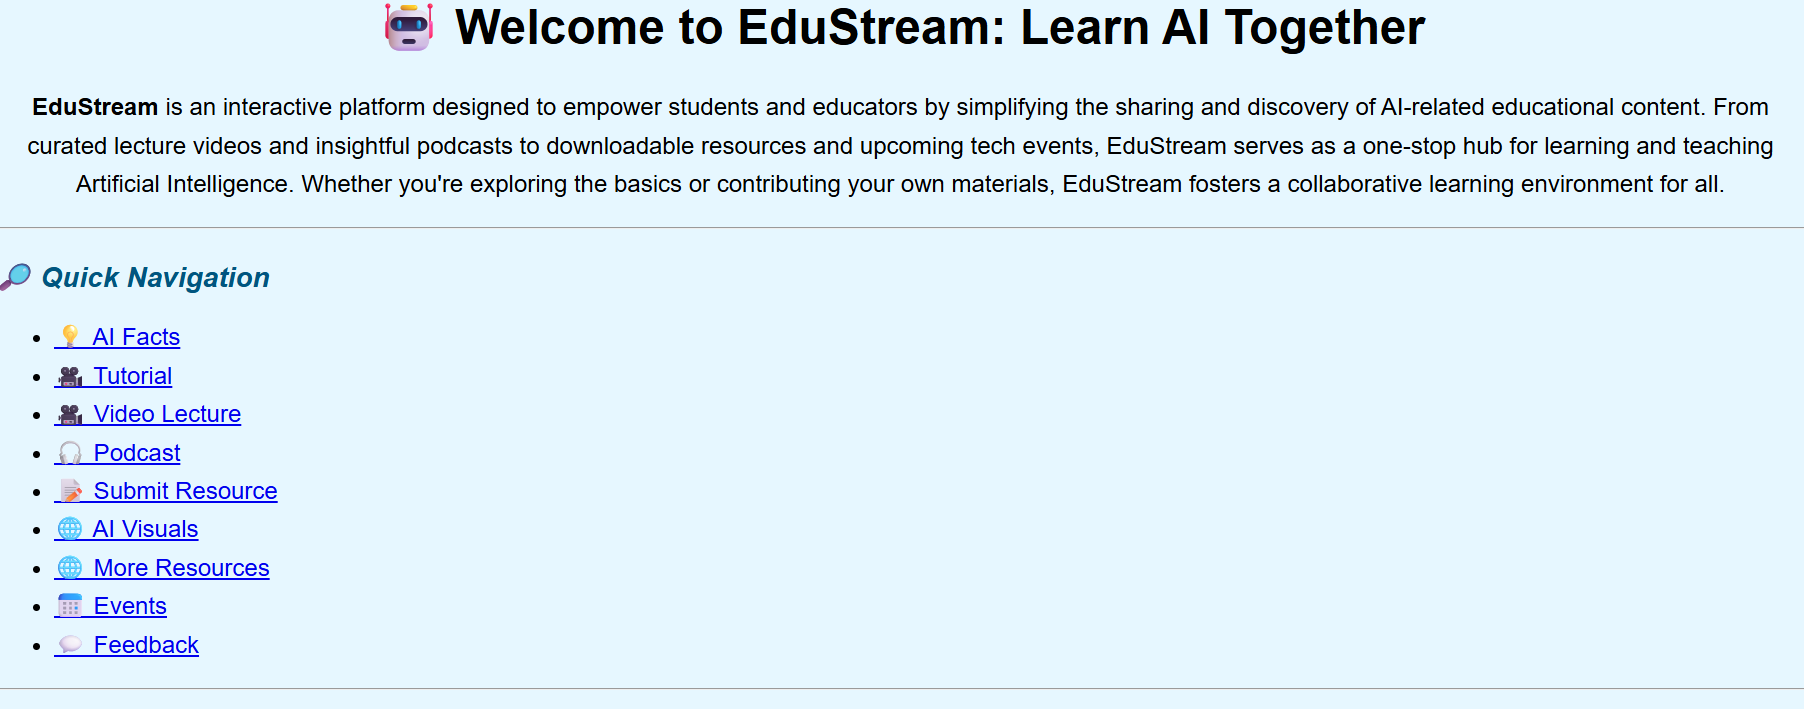 Welcome to EduStream: Learn AI Together
EduStream is an interactive platform designed to empower students and educators by simplifying the sharing and discovery of AI-related educational content. From
curated lecture videos and insightful podcasts to downloadable resources and upcoming tech events, EduStream serves as a one-stop hub for learning and teaching
Artificial Intelligence. Whether you're exploring the basics or contributing your own materials, EduStream fosters a collaborative learning environment for all.
Quick Navigation
AI Facts
Tutorial
Video Lecture
Podcast
Submit Resource
AI Visuals
More Resources
Events
Feedback